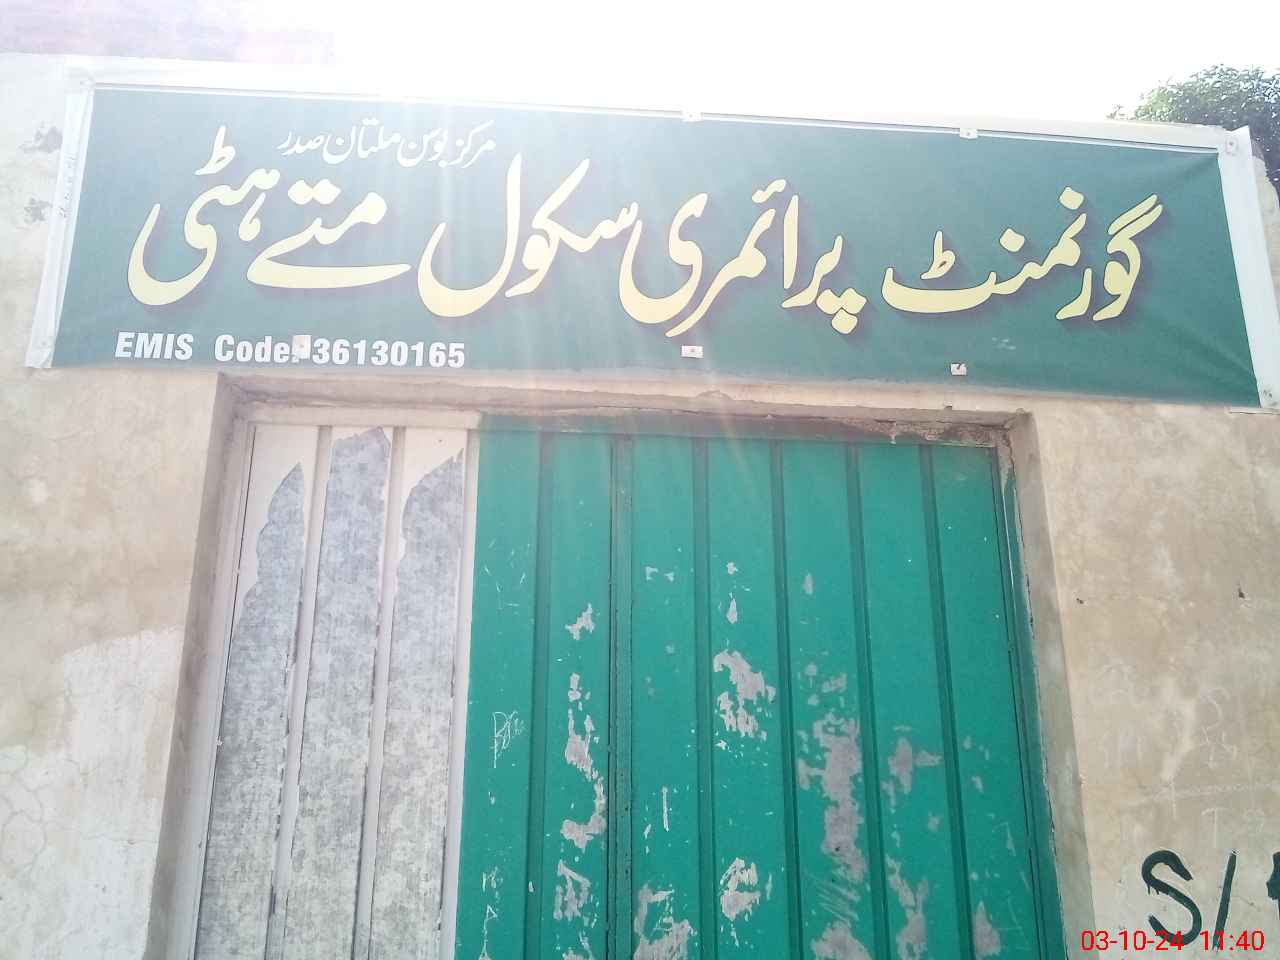 مرکز بوسن ملتان صدر
گورنمنٹ پرائمری سکول متے ہٹی
EMIS Code: 36130165
S/
03-10-24 11:40